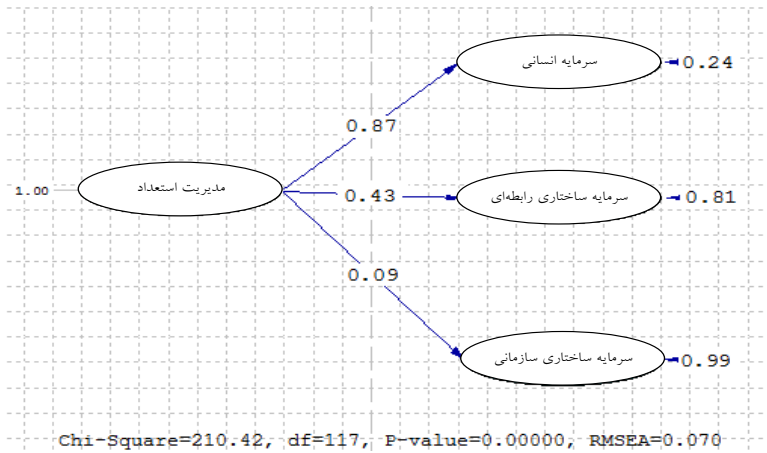 سرمایه انسانی
0.24
0.87
1.00
مدیریت استعداد
0.43
سرمایه ساختاری رابطه‌ای
0.81
0.09
سرمایه ساختاری سازمانی
0.99
Chi-Square=210.42, df=117, P-value=0.00000, RMSEA=0.070